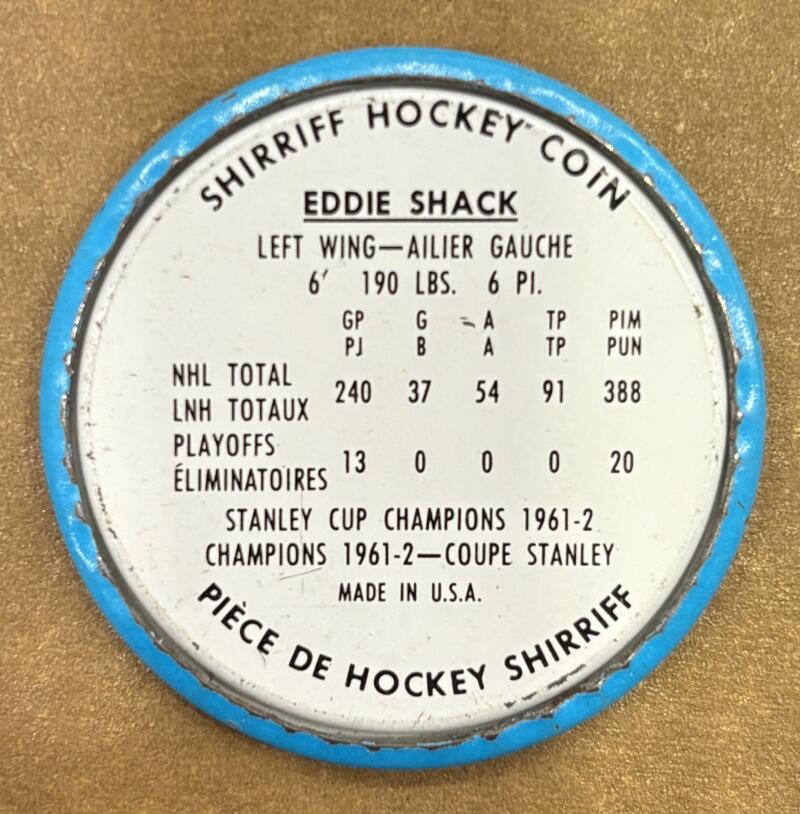 SHIRRIFF HOCKEY COIN
EDDIE SHACK
LEFT WING—AILIER GAUCHE
6' 190 LBS. 6 PI.
GP G A TP PIM
PJ B A TP PUN
NHL TOTAL
LNH TOTAUX 240 37 54 91 388
PLAYOFFS
ÉLIMINATOIRES 13 0 0 0 20
STANLEY CUP CHAMPIONS 1961-2
CHAMPIONS 1961-2—COUPE STANLEY
MADE IN U.S.A.
PIÈCE DE HOCKEY SHIRRIFF